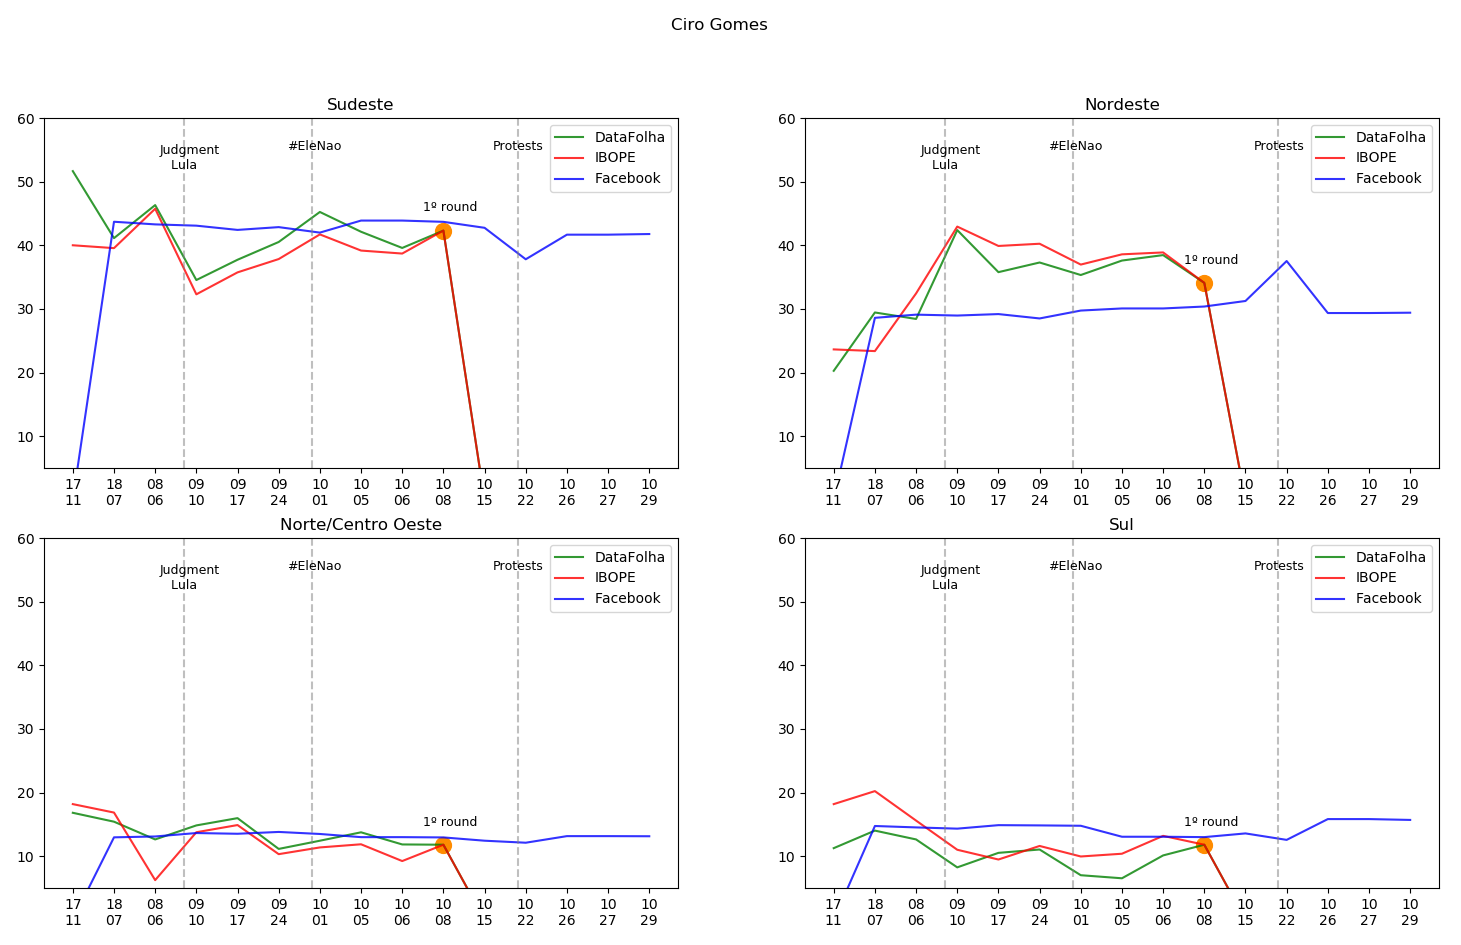 Ciro Gomes
Sudeste
60
50
40
30
20
10
Judgment
Lula
#EleNao
Protests
1º round
DataFolha
IBOPE
Facebook
17 18 08 09 09 09 10 10 10 10 10 10 10 10 10
11 07 06 10 17 24 01 05 06 08 15 22 26 27 29
Nordeste
60
50
40
30
20
10
Judgment
Lula
#EleNao
Protests
1º round
DataFolha
IBOPE
Facebook
17 18 08 09 09 09 10 10 10 10 10 10 10 10 10
11 07 06 10 17 24 01 05 06 08 15 22 26 27 29
Norte/Centro Oeste
60
50
40
30
20
10
Judgment
Lula
#EleNao
Protests
1º round
DataFolha
IBOPE
Facebook
17 18 08 09 09 09 10 10 10 10 10 10 10 10 10
11 07 06 10 17 24 01 05 06 08 15 22 26 27 29
Sul
60
50
40
30
20
10
Judgment
Lula
#EleNao
Protests
1º round
DataFolha
IBOPE
Facebook
17 18 08 09 09 09 10 10 10 10 10 10 10 10 10
11 07 06 10 17 24 01 05 06 08 15 22 26 27 29